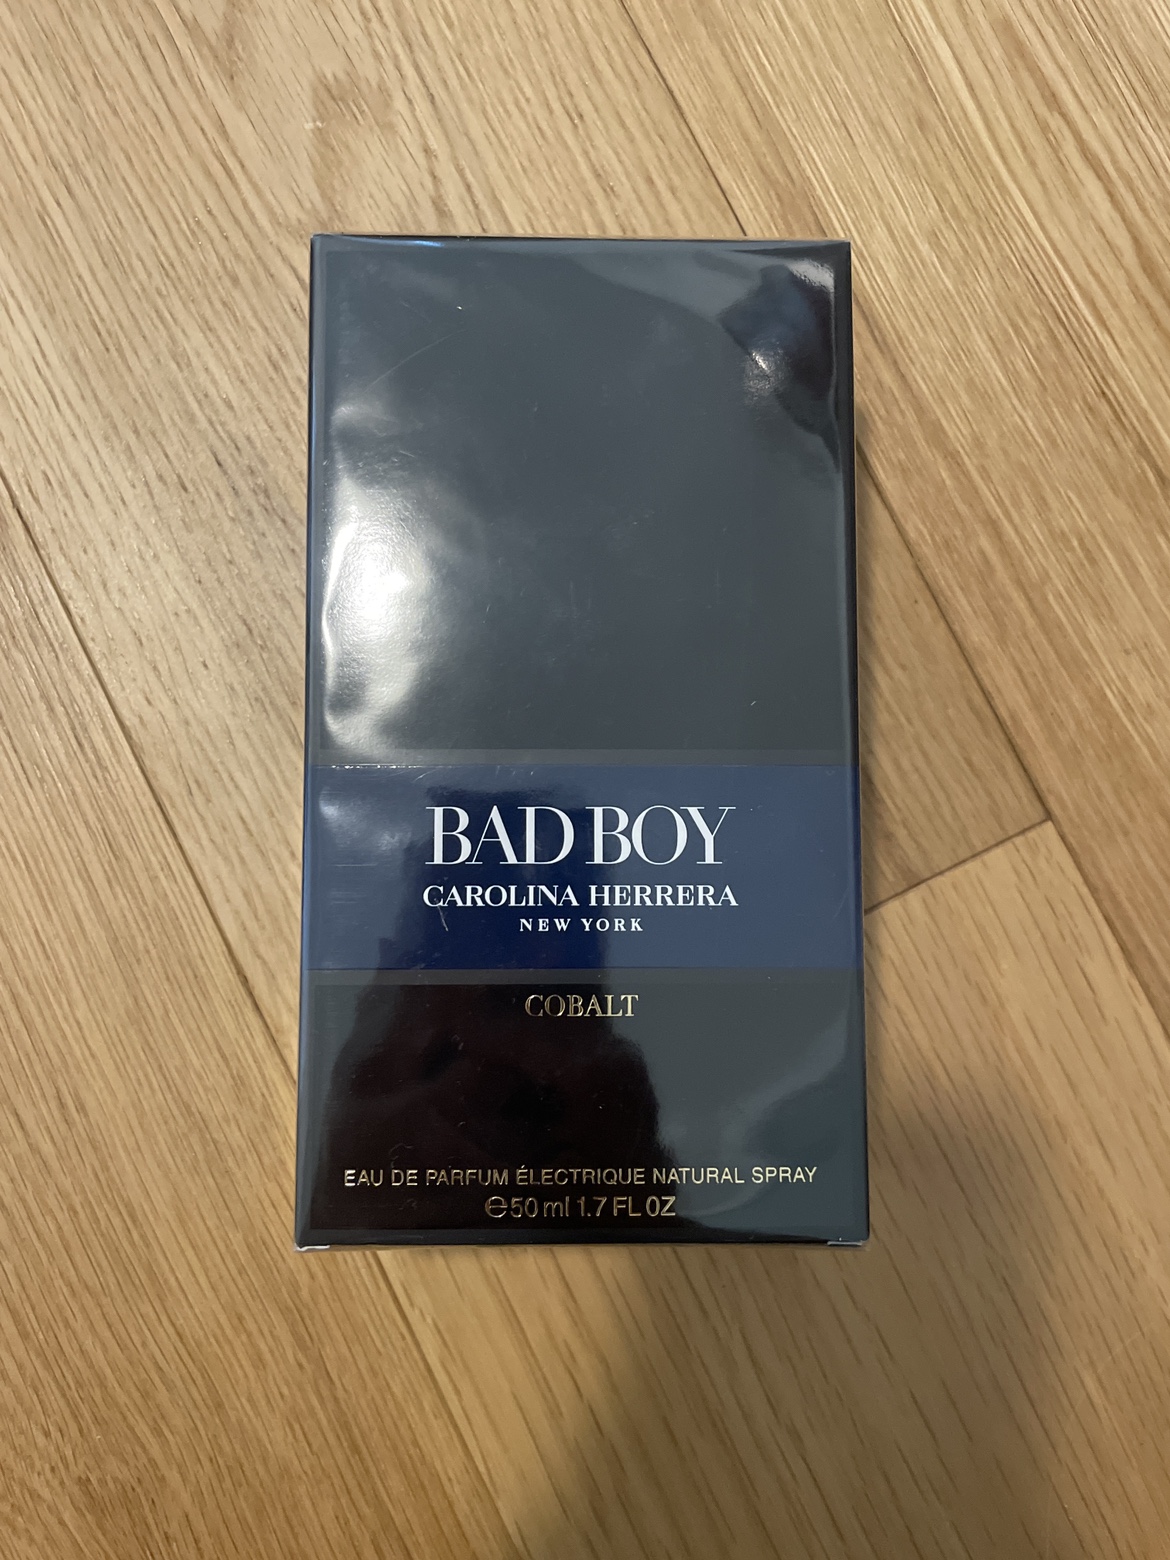 BAD BOY
CAROLINA HERRERA
NEW YORK
COBALT
EAU DE PARFUM ÉLECTRIQUE NATURAL SPRAY
℮50 ml 1.7 FL OZ